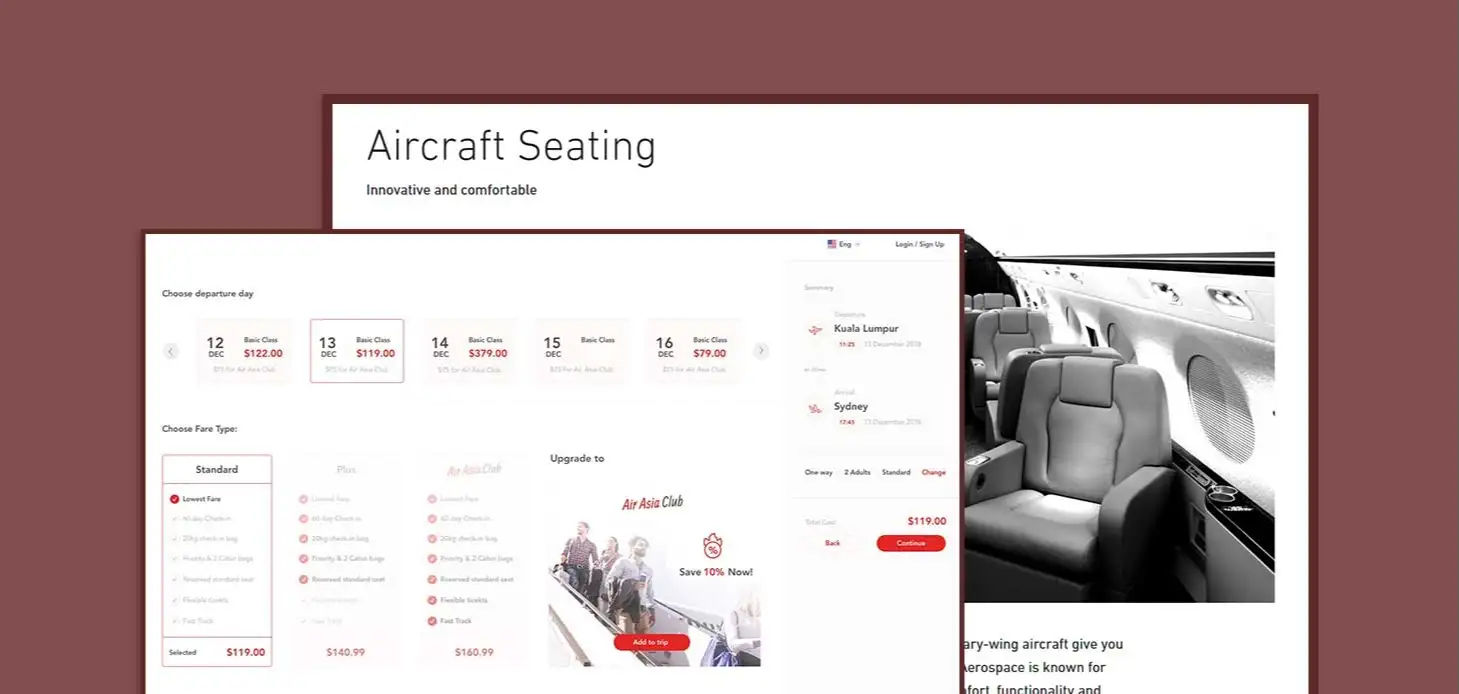 Aircraft Seating
Innovative and comfortable
Eng
Login / Sign Up
Choose departure day
12 DEC Basic Class $122.00
$75 For Air Asia Club
13 DEC Basic Class $119.00
$75 For Air Asia Club
14 DEC Basic Class $379.00
$75 For Air Asia Club
15 DEC Basic Class
$75 For Air Asia Club
16 DEC Basic Class $79.00
$75 For Air Asia Club
Choose Fare Type:
Standard
Lowest Fare
60 day Check-in
20kg check-in bag
Priority & 2 Cabin bags
Reserved standard seat
Flexible tickets
Fast Track
Selected $119.00
Plus
Lowest Fare
60 day Check in
20kg check-in bag
Priority & 2 Cabin bags
Reserved standard seat
Fast Track
$140.99
Air Asia Club
Lowest Fare
60 day Check in
20kg check-in bag
Priority & 2 Cabin bags
Reserved standard seat
Flexible tickets
Fast Track
$160.99
Upgrade to
Air Asia Club
%
Save 10% Now!
Add to trip
Summary
Departure
Kuala Lumpur
11:25 13 December 2018
Arrival
Sydney
17:45 13 December 2018
One way 2 Adults Standard Change
Total Cost $119.00
Back
Continue
ary-wing aircraft give you
Aerospace is known for
fort, functionality and